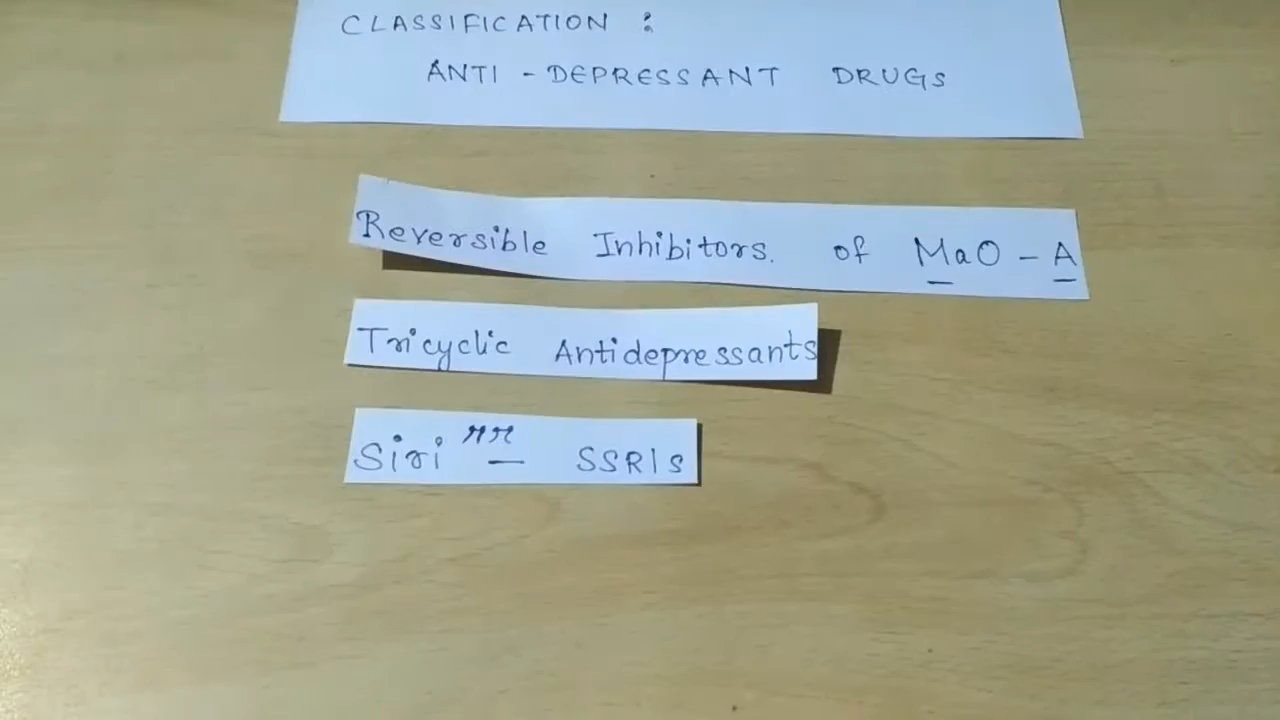 CLASSIFICATION :
ANTI - DEPRESSANT DRUGS
Reversible Inhibitors. of MaO - A
Tricyclic Antidepressants
Siri - SSRIs